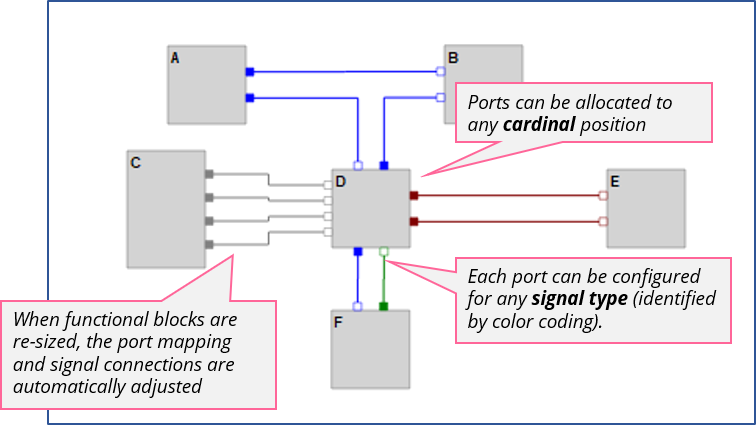 A
B
Ports can be allocated to
any cardinal position
C
D
E
Each port can be configured
for any signal type (identified
by color coding).
When functional blocks are
re-sized, the port mapping
and signal connections are
automatically adjusted
F